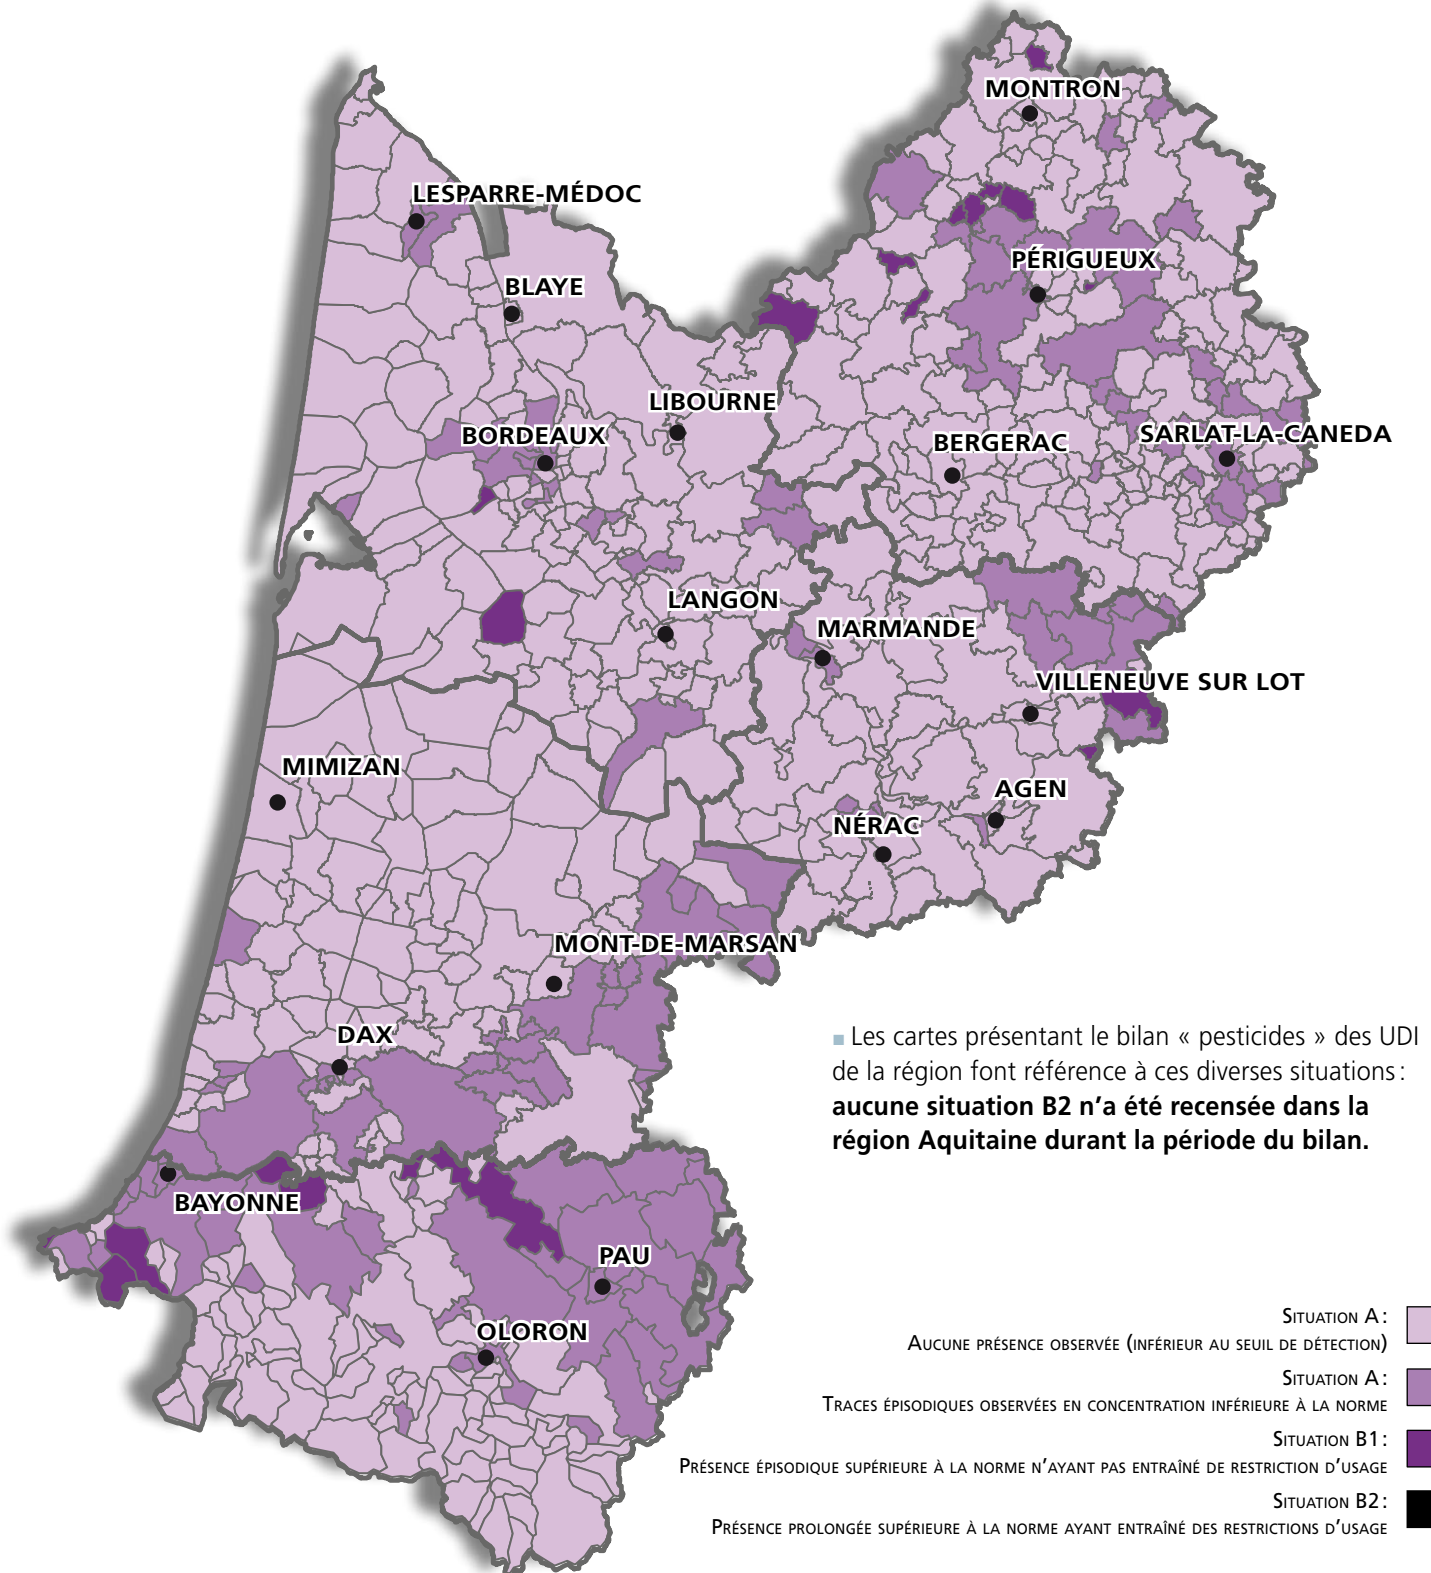 MONTRON
LESPARRE-MÉDOC
PÉRIGUEUX
BLAYE
LIBOURNE
BORDEAUX
BERGERAC
SARLAT-LA-CANEDA
LANGON
MARMANDE
VILLENEUVE SUR LOT
MIMIZAN
AGEN
NÉRAC
MONT-DE-MARSAN
DAX
BAYONNE
PAU
OLORON
Les cartes présentant le bilan « pesticides » des UDI
de la région font référence à ces diverses situations :
aucune situation B2 n'a été recensée dans la
région Aquitaine durant la période du bilan.
Situation A :
Aucune présence observée (inférieur au seuil de détection)
Situation A :
Traces épisodiques observées en concentration inférieure à la norme
Situation B1 :
Présence épisodique supérieure à la norme n'ayant pas entraîné de restriction d'usage
Situation B2 :
Présence prolongée supérieure à la norme ayant entraîné des restrictions d'usage